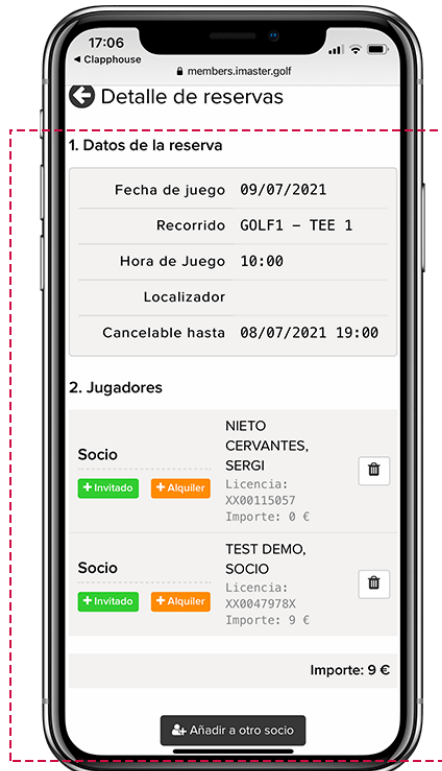 17:06
◄ Clapphouse
members.imaster.golf
Detalle de reservas
1. Datos de la reserva
Fecha de juego 09/07/2021
Recorrido GOLF1 – TEE 1
Hora de Juego 10:00
Localizador
Cancelable hasta 08/07/2021 19:00
2. Jugadores
Socio
+ Invitado + Alquiler
NIETO
CERVANTES,
SERGI
Licencia:
XX00115057
Importe: 0 €
Socio
+ Invitado + Alquiler
TEST DEMO,
SOCIO
Licencia:
XX0047978X
Importe: 9 €
Importe: 9 €
Añadir a otro socio